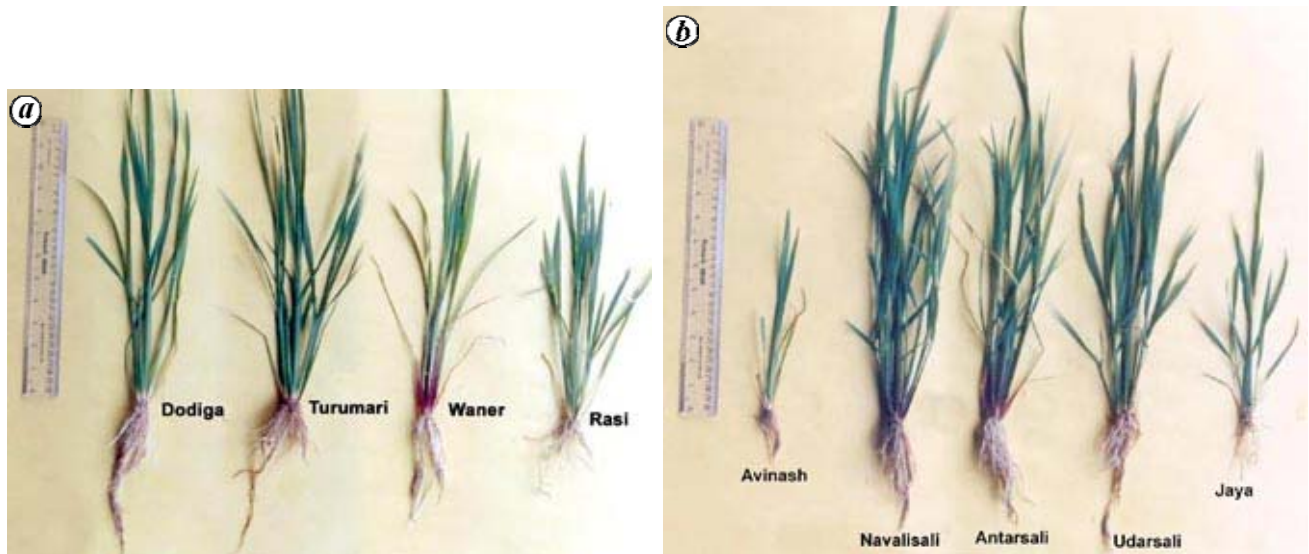 a
Dodiga
Turumari
Waner
Rasi
b
Avinash
Navalisali
Antarsali
Udarsali
Jaya